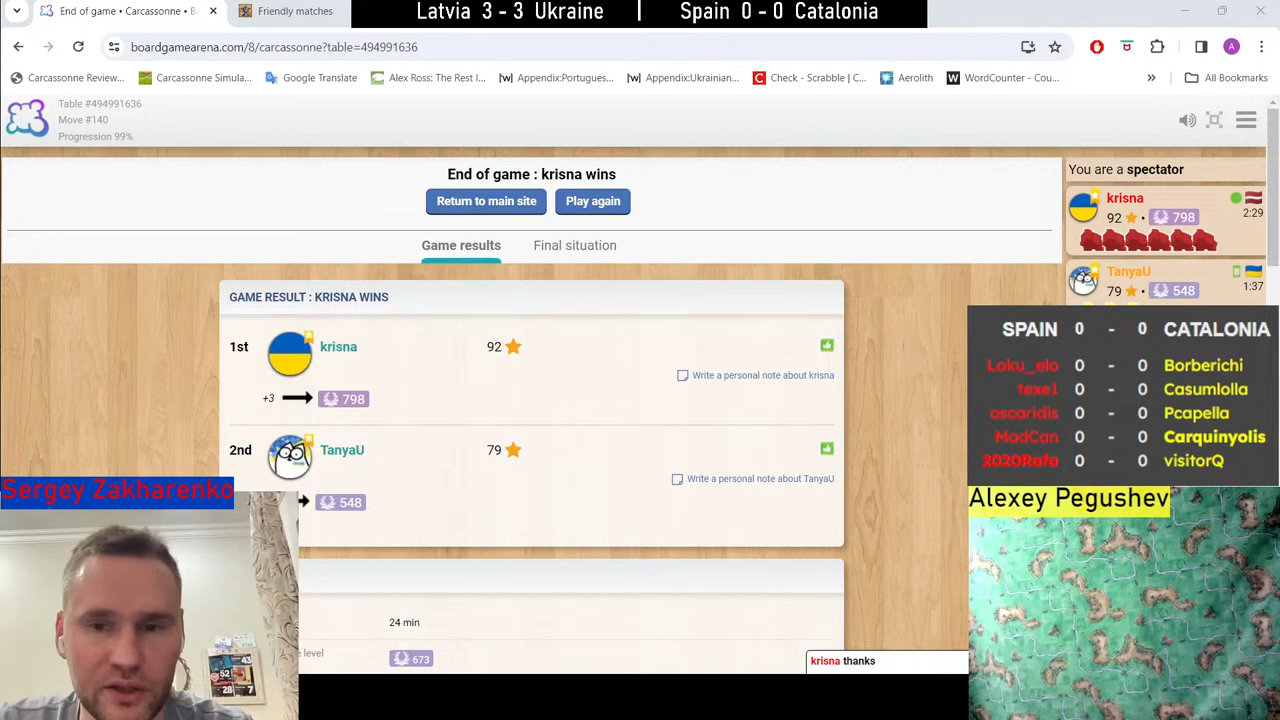 Latvia 3 - 3 Ukraine | Spain 0 - 0 Catalonia
End of game • Carcassonne • B
Friendly matches
boardgamearena.com/8/carcassonne?table=494991636
A
Carcassonne Review...
Carcassonne Simula...
Google Translate
Alex Ross: The Rest I...
[w] Appendix:Portugues...
[w] Appendix:Ukrainian...
Check - Scrabble | C...
Aerolith
WordCounter - Cou...
All Bookmarks
Table #494991636
Move #140
Progression 99%
End of game : krisna wins
Return to main site
Play again
Game results
Final situation
You are a spectator
krisna
92 • 798
2:29
TanyaU
79 • 548
1:37
GAME RESULT : KRISNA WINS
1st krisna 92
Write a personal note about krisna
+3 798
2nd TanyaU 79
Write a personal note about TanyaU
548
24 min
e level 673
krisna thanks
SPAIN 0 - 0 CATALONIA
Loku_elo 0 - 0 Borberichi
texe1 0 - 0 Casumlolla
oscaridis 0 - 0 Pcapella
MadCan 0 - 0 Carquinyolis
2020Rafa 0 - 0 visitorQ
Sergey Zakharenko
Alexey Pegushev
43
52
28
7